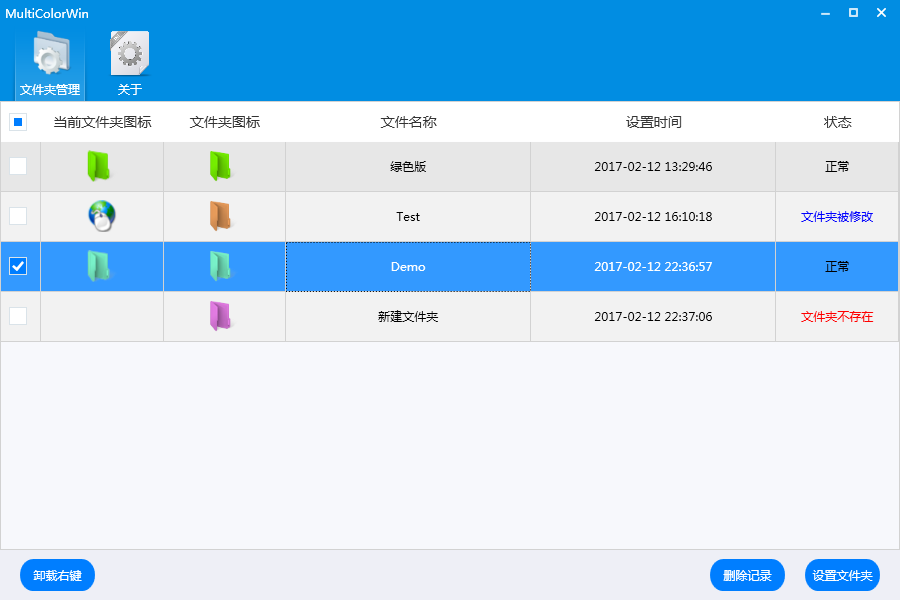 MultiColorWin
文件夹管理
关于
当前文件夹图标 文件夹图标 文件名称 设置时间 状态
绿色版 2017-02-12 13:29:46 正常
Test 2017-02-12 16:10:18 文件夹被修改
Demo 2017-02-12 22:36:57 正常
新建文件夹 2017-02-12 22:37:06 文件夹不存在
卸载右键 删除记录 设置文件夹